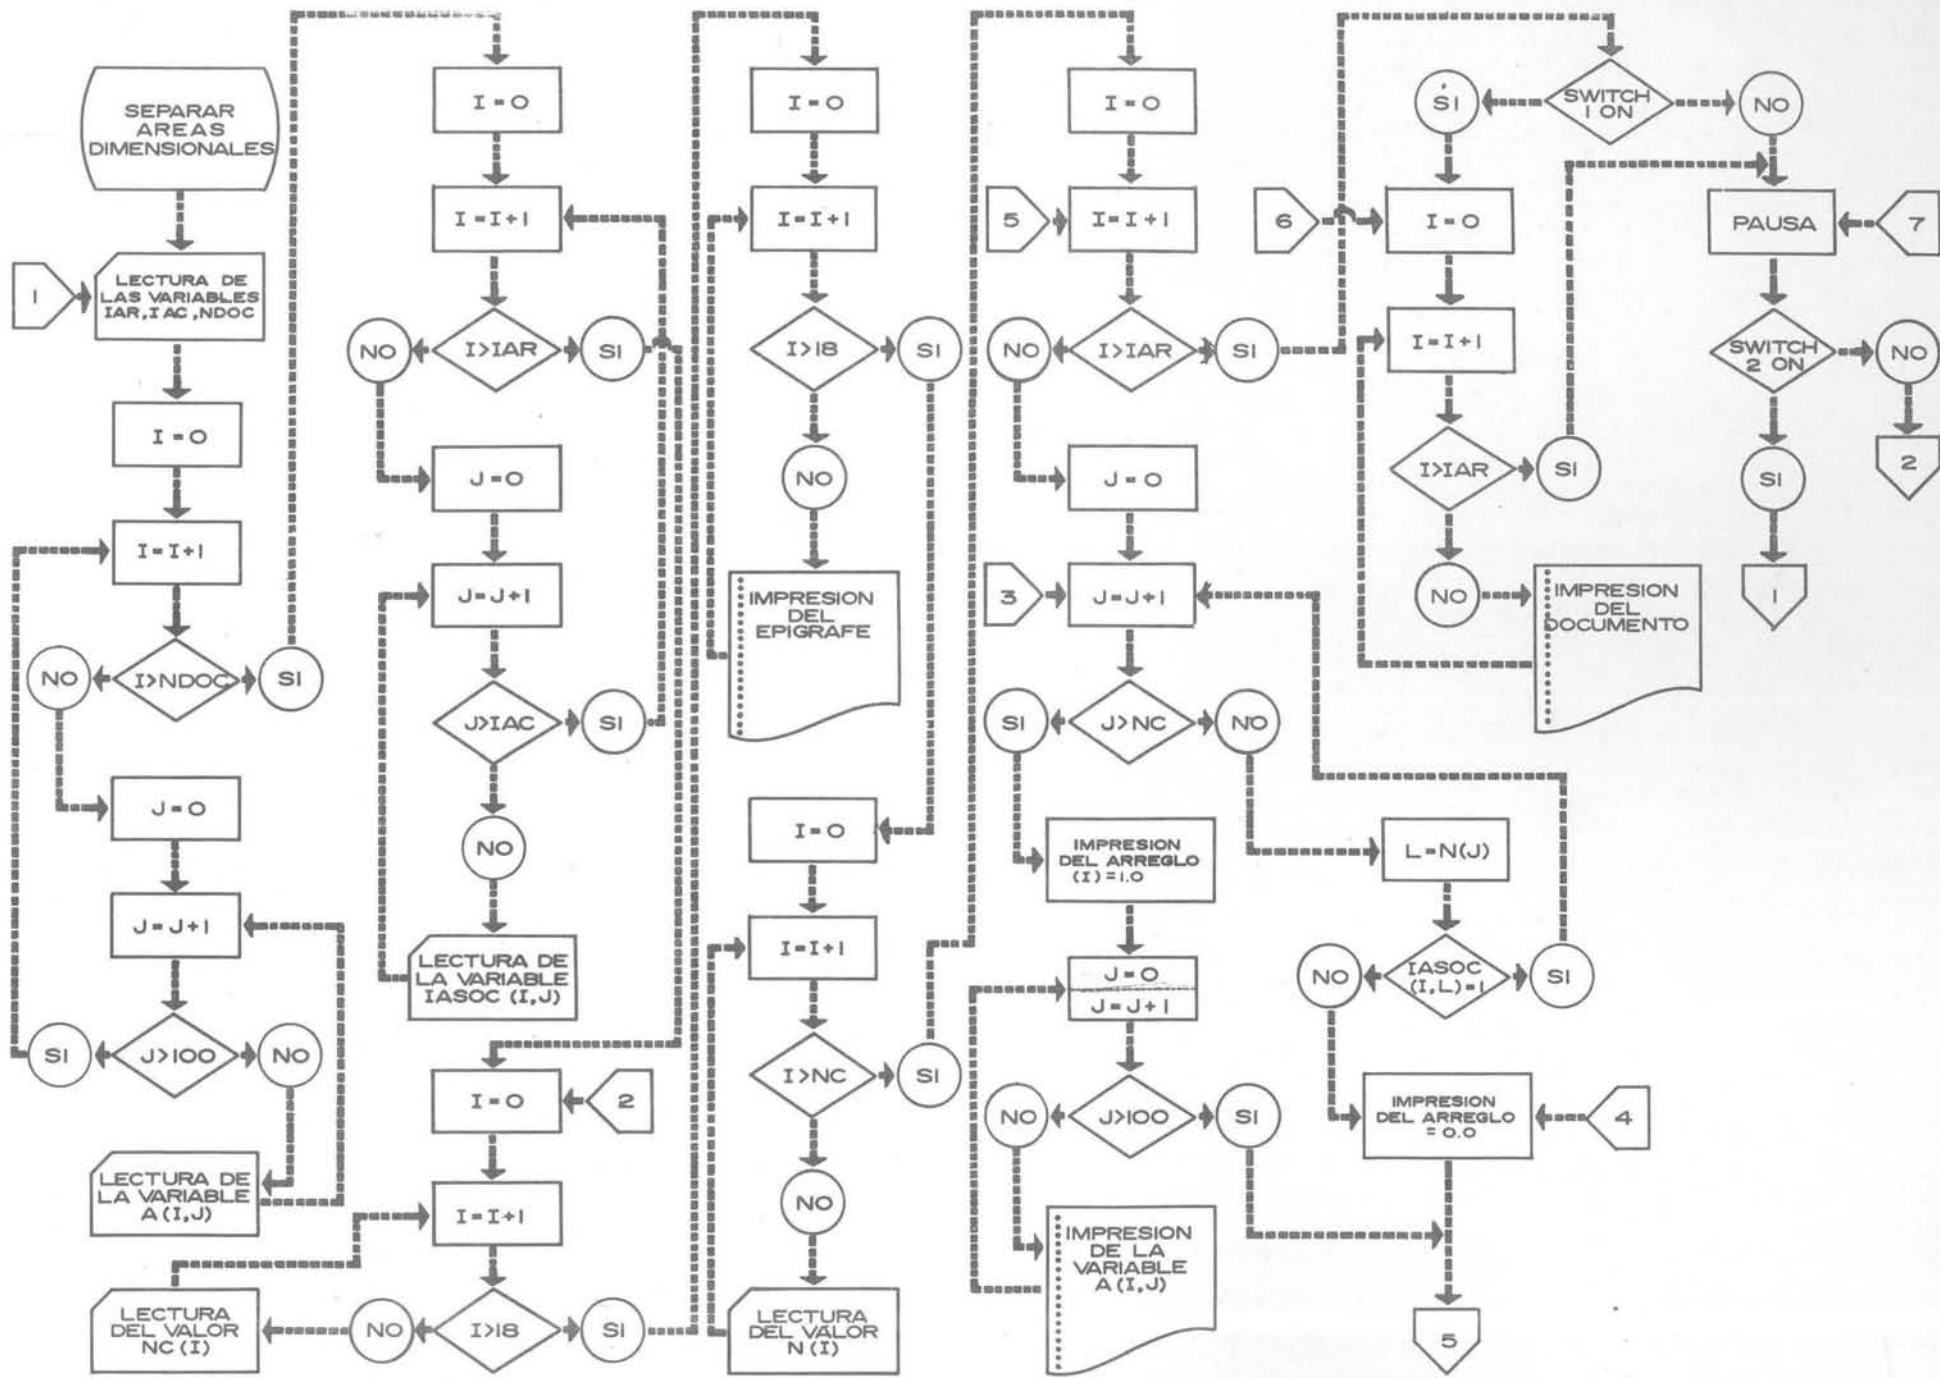 SEPARAR
AREAS
DIMENSIONALES
1
LECTURA DE
LAS VARIABLES
IAR, IAC, NDOC
I=0
I=I+1
I>NDOC
NO
SI
J=0
J=J+1
J>100
SI
NO
LECTURA DE
LA VARIABLE
A(I,J)
I=0
I=I+1
I>IAR
NO
SI
J=0
J=J+1
J>IAC
SI
NO
LECTURA DE
LA VARIABLE
IASOC (I,J)
I=0
2
I=I+1
I>18
NO
SI
LECTURA
DEL VALOR
NC(I)
I=0
I=I+1
I>18
SI
NO
IMPRESION
DEL
EPIGRAFE
I=0
I=I+1
I>NC
SI
NO
LECTURA
DEL VALOR
N(I)
I=0
5
I=I+1
NO
I>IAR
SI
J=0
3
J=J+1
SI
J>NC
NO
IMPRESION
DEL ARREGLO
(I)=1.0
J=0
J=J+1
NO
J>100
SI
IMPRESION
DE LA
VARIABLE
A(I,J)
L=N(J)
NO
IASOC
(I,L)=1
SI
IMPRESION
DEL ARREGLO
=0.0
4
5
SI
SWITCH
1 ON
NO
6
I=0
I=I+1
I>IAR
SI
NO
IMPRESION
DEL
DOCUMENTO
PAUSA
7
SWITCH
2 ON
NO
2
SI
1